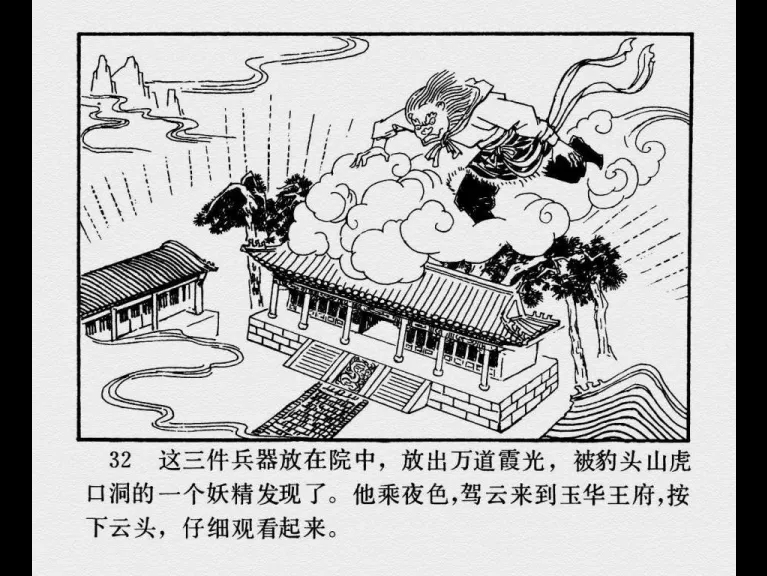 32 这三件兵器放在院中，放出万道霞光，被豹头山虎
口洞的一个妖精发现了。他乘夜色，驾云来到玉华王府，按
下云头，仔细观看起来。